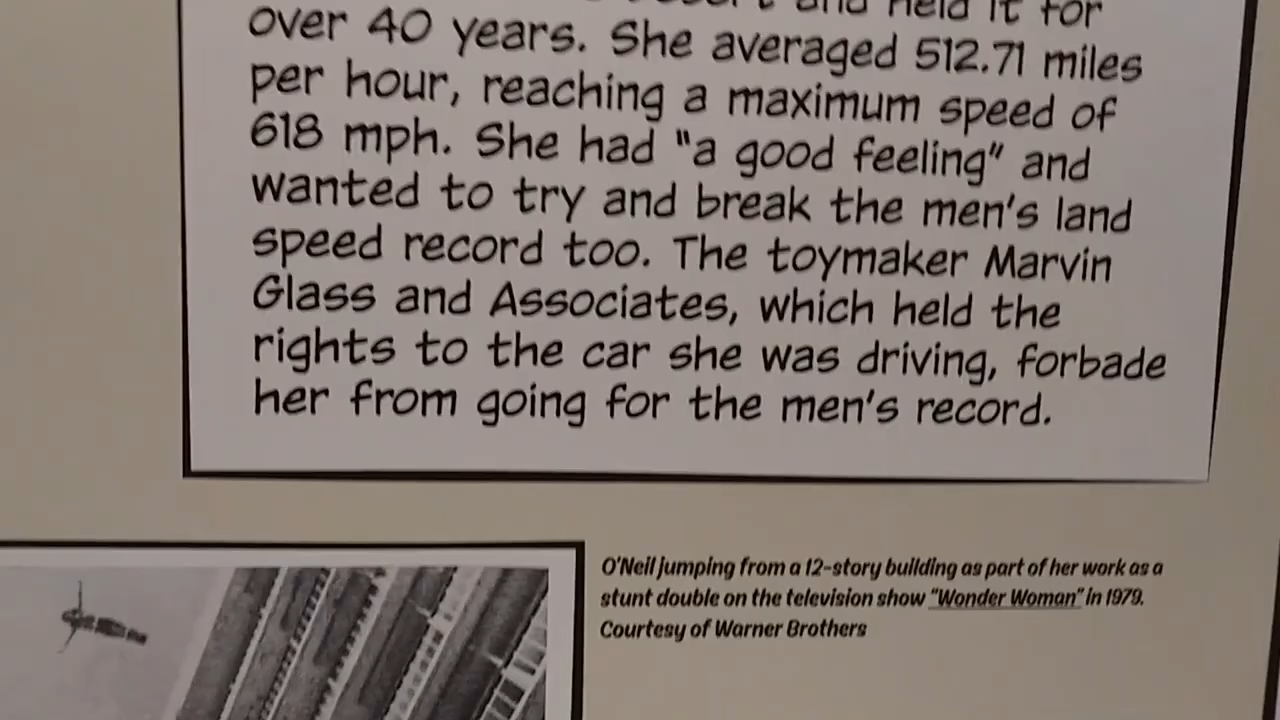 and held it for
over 40 years. She averaged 512.71 miles
per hour, reaching a maximum speed of
618 mph. She had "a good feeling" and
wanted to try and break the men's land
speed record too. The toymaker Marvin
Glass and Associates, which held the
rights to the car she was driving, forbade
her from going for the men's record.
O'Neil jumping from a 12-story building as part of her work as a
stunt double on the television show "Wonder Woman" in 1979.
Courtesy of Warner Brothers